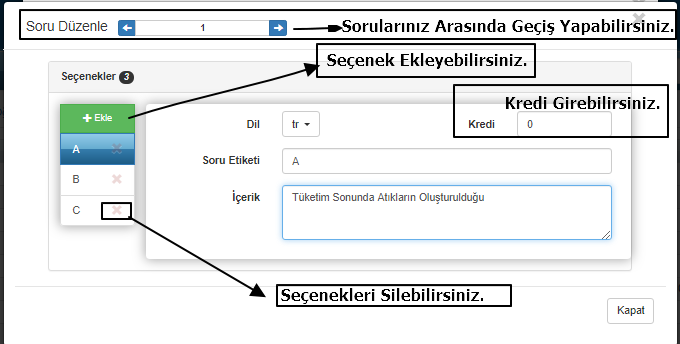 Soru Düzenle 1 Sorularınız Arasında Geçiş Yapabilirsiniz.
Seçenek Ekleyebilirsiniz.
Seçenekler 3
Kredi Girebilirsiniz.
Ekle
Dil tr Kredi 0
A
Soru Etiketi A
B
İçerik Tüketim Sonunda Atıkların Oluşturulduğu
C
Seçenekleri Silebilirsiniz.
Kapat